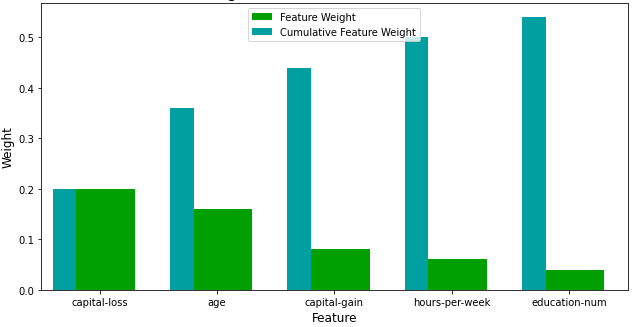 Feature Weight
Cumulative Feature Weight
0.5
0.4
0.3
0.2
0.1
0.0
Weight
capital-loss age capital-gain hours-per-week education-num
Feature